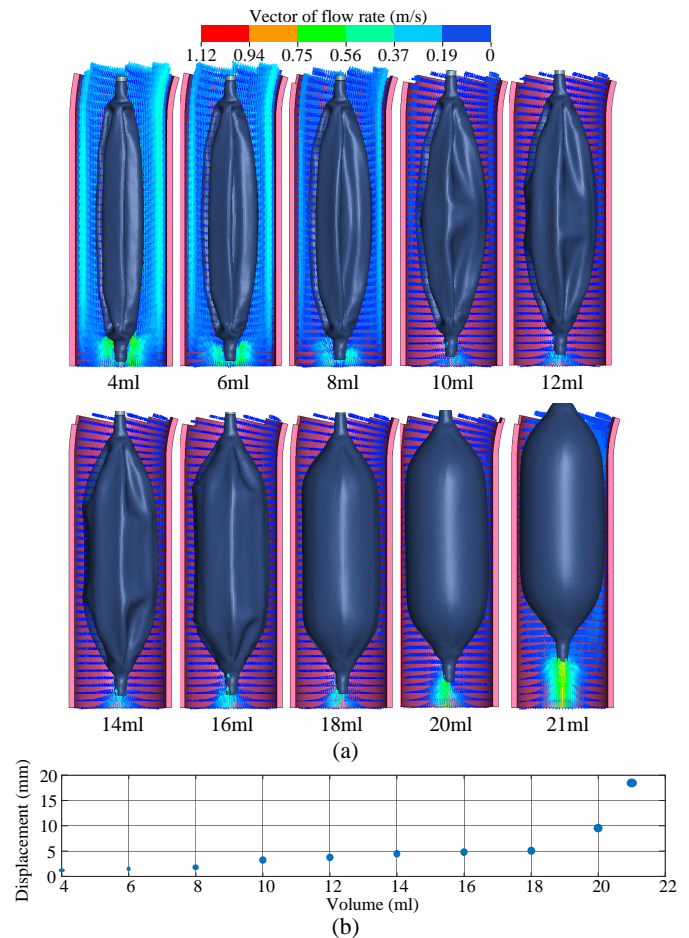 Vector of flow rate (m/s)
1.12 0.94 0.75 0.56 0.37 0.19 0
4ml 6ml 8ml 10ml 12ml
14ml 16ml 18ml 20ml 21ml
(a)
Displacement (mm)
20
15
10
5
0
4 6 8 10 12 14 16 18 20 22
Volume (ml)
(b)